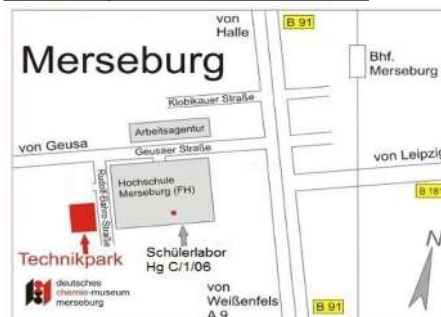 von
Halle
B 91
Merseburg
Bhf.
Merseburg
Klobikauer Straße
Arbeitsagentur
von Geusa
Geusaer Straße
von Leipzig
Rudolf-Bahro-Straße
Hochschule
Merseburg (FH)
B 181
Technikpark
Schülerlabor
Hg C/1/06
N
deutsches
chemie-museum
merseburg
von
Weißenfels
A 9
B 91